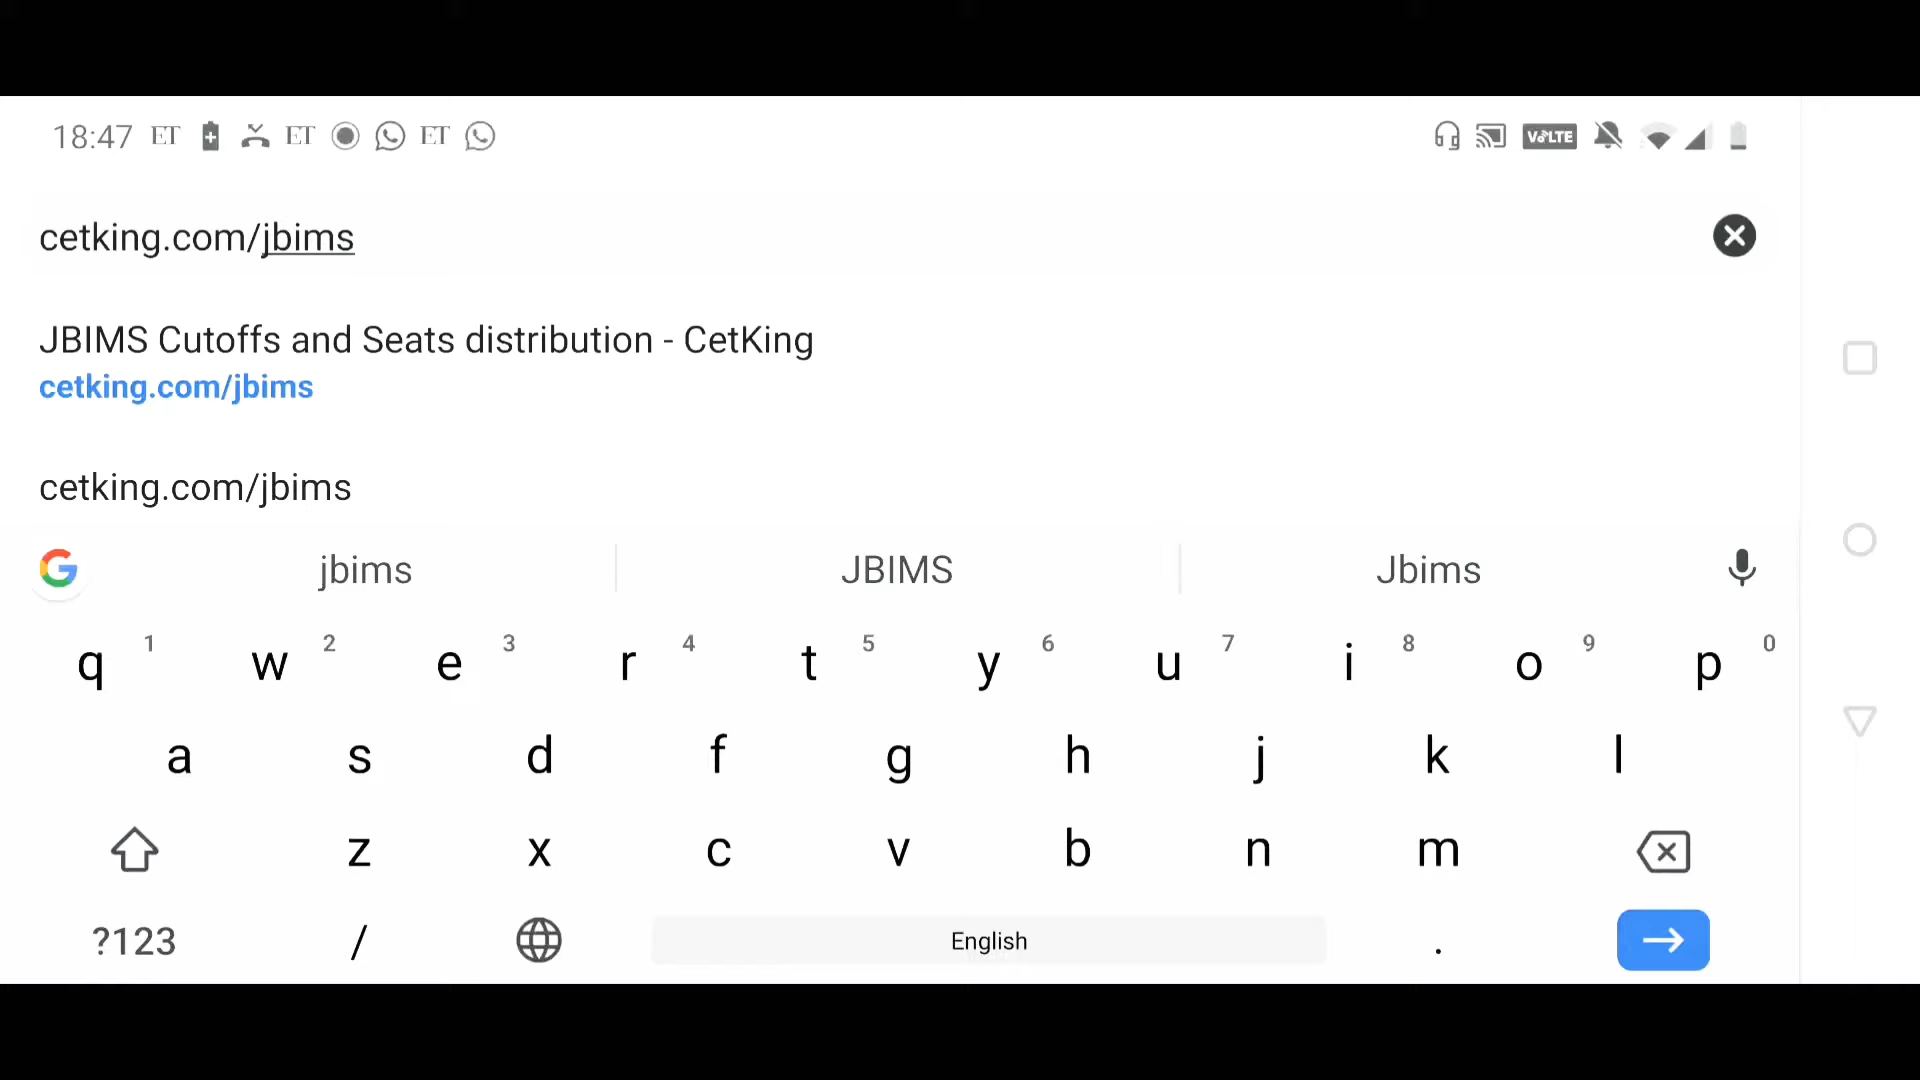 18:47 ET ET ET VoLTE
cetking.com/jbims
JBIMS Cutoffs and Seats distribution - CetKing
cetking.com/jbims
cetking.com/jbims
G jbims JBIMS Jbims
q 1 w 2 e 3 r 4 t 5 y 6 u 7 i 8 o 9 p 0
a s d f g h j k l
z x c v b n m
?123 / English .